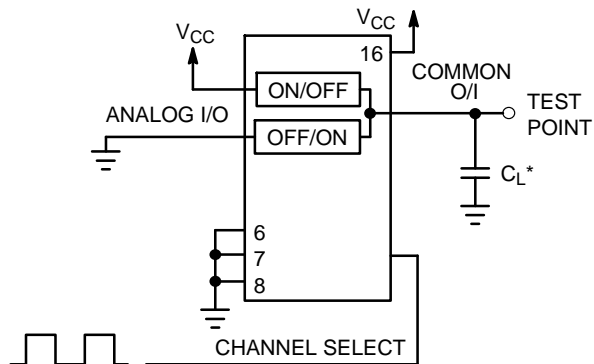 VCC
VCC
16
ON/OFF
COMMON
O/I
TEST
POINT
ANALOG I/O
OFF/ON
CL*
6
7
8
CHANNEL SELECT